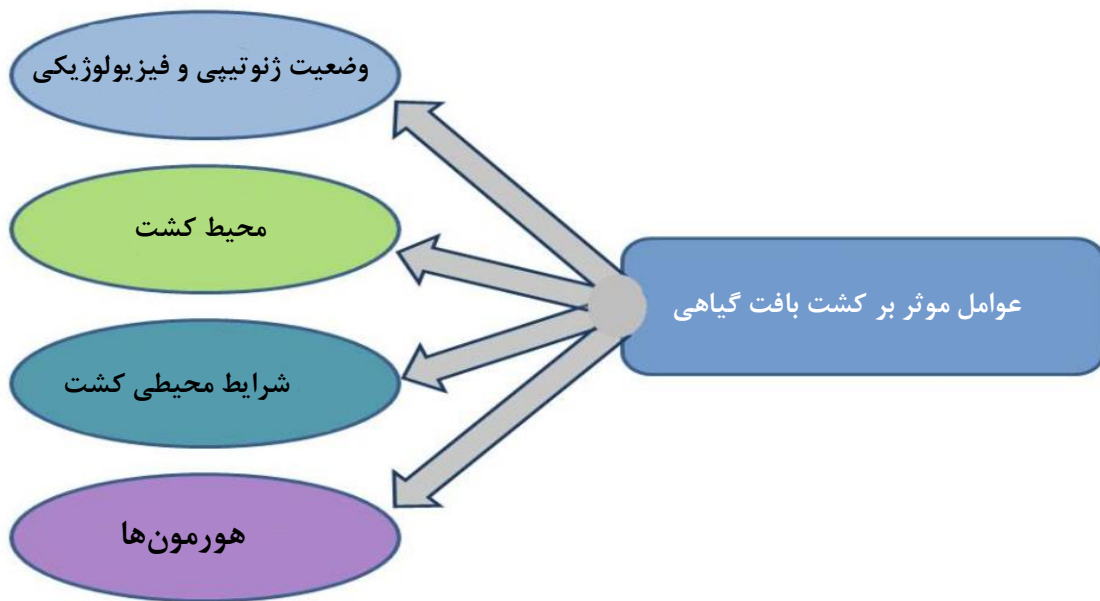 عوامل موثر بر کشت بافت گیاهی
وضعیت ژنوتیپی و فیزیولوژیکی
محیط کشت
شرایط محیطی کشت
هورمون‌ها